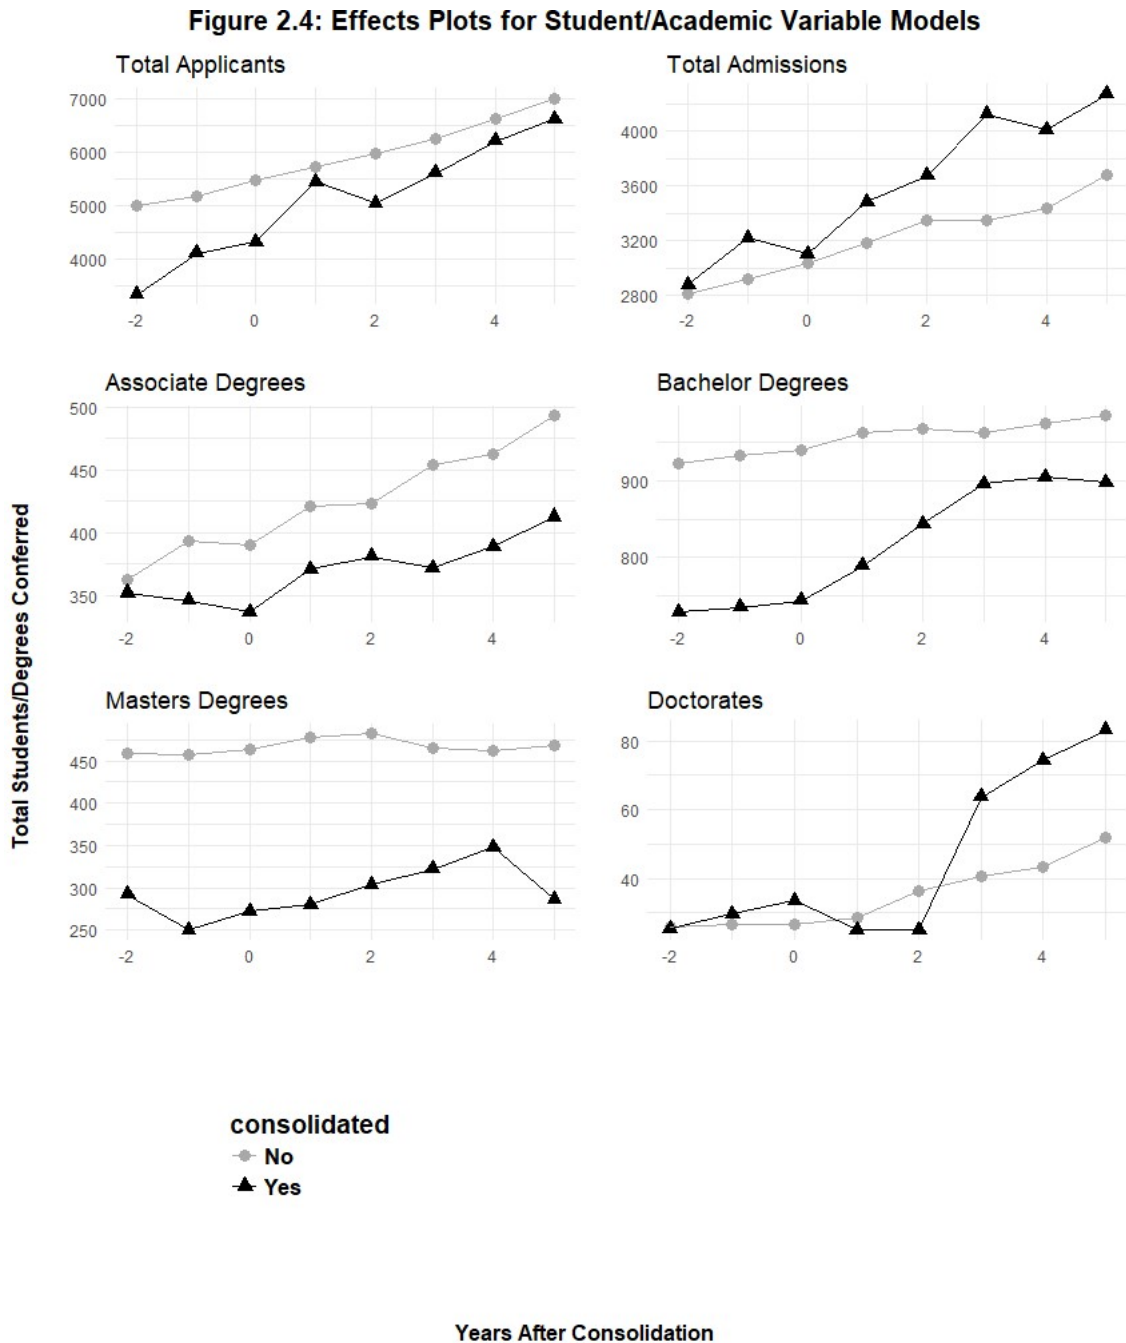 Figure 2.4: Effects Plots for Student/Academic Variable Models
Total Applicants
7000
6000
5000
4000
-2 0 2 4
Total Admissions
4000
3600
3200
2800
-2 0 2 4
Associate Degrees
500
450
400
350
-2 0 2 4
Bachelor Degrees
900
800
-2 0 2 4
Masters Degrees
450
400
350
300
250
-2 0 2 4
Doctorates
80
60
40
-2 0 2 4
Total Students/Degrees Conferred
consolidated
No
Yes
Years After Consolidation